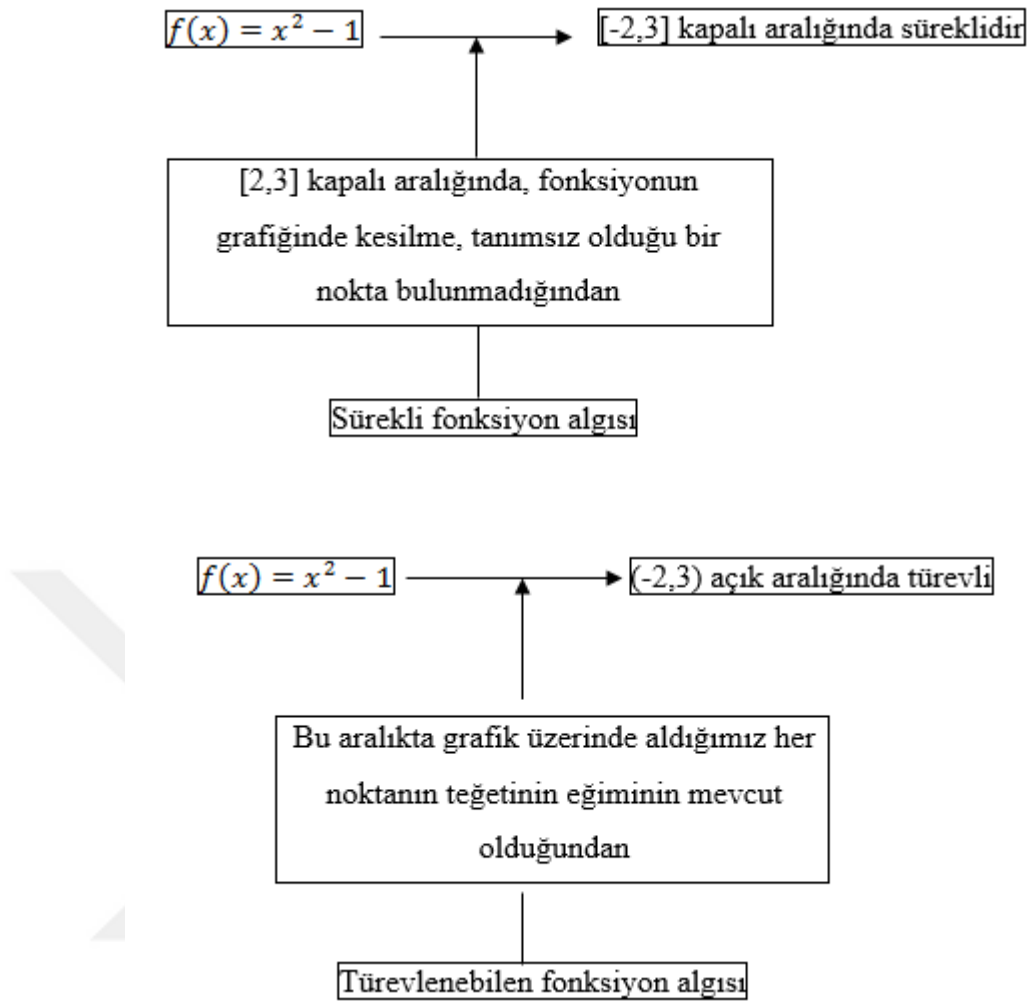 f(x) = x² − 1
[-2,3] kapalı aralığında süreklidir
[2,3] kapalı aralığında, fonksiyonun
grafiğinde kesilme, tanımsız olduğu bir
nokta bulunmadığından
Sürekli fonksiyon algısı
f(x) = x² − 1
(-2,3) açık aralığında türevli
Bu aralıkta grafik üzerinde aldığımız her
noktanın teğetinin eğiminin mevcut
olduğundan
Türevlenebilen fonksiyon algısı